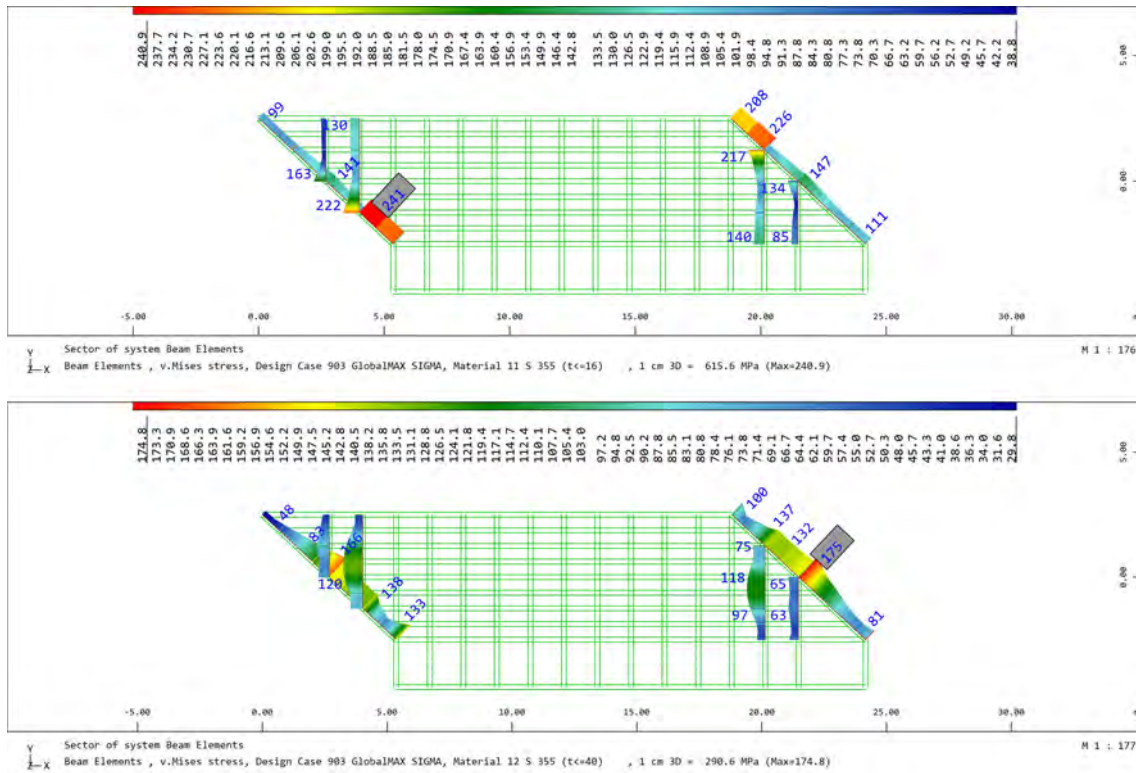 240.9 237.7 234.2 230.7 227.1 223.6 220.1 216.6 213.1 209.6 206.1 202.6 199.0 195.5 192.0 188.5 185.0 181.5 178.0 174.5 170.9 167.4 163.9 160.4 156.9 153.4 149.9 146.4 142.8 133.5 130.0 126.5 122.9 119.4 115.9 112.4 108.9 105.4 101.9 98.4 94.8 91.3 87.8 84.3 80.8 77.3 73.8 70.3 66.7 63.2 59.7 56.2 52.7 49.2 45.7 42.2 38.8
5.00
99 130 208 226
163 141 217 134 147
0.00
222 241
140 85 111
-5.00 0.00 5.00 10.00 15.00 20.00 25.00 30.00 m
Y
Z X
Sector of system Beam Elements M 1 : 176
Beam Elements , v.Mises stress, Design Case 903 GlobalMAX SIGMA, Material 11 S 355 (t<=16) , 1 cm 3D = 615.6 MPa (Max=240.9)
174.8 173.3 170.9 168.6 166.3 163.9 161.6 159.2 156.9 154.6 152.2 149.9 147.5 145.2 142.8 140.5 138.2 135.8 133.5 131.1 128.8 126.5 124.1 121.8 119.4 117.1 114.7 112.4 110.1 107.7 105.4 103.0 97.2 94.8 92.5 90.2 87.8 85.5 83.1 80.8 78.4 76.1 73.8 71.4 69.1 66.7 64.4 62.1 59.7 57.4 55.0 52.7 50.3 48.0 45.7 43.3 41.0 38.6 36.3 34.0 31.6 29.8
5.00
48 83 166 100 137 132
75 175
120 118 65
0.00
138 133 97 63 81
-5.00 0.00 5.00 10.00 15.00 20.00 25.00 30.00 m
Y
Z X
Sector of system Beam Elements M 1 : 177
Beam Elements , v.Mises stress, Design Case 903 GlobalMAX SIGMA, Material 12 S 355 (t<=40) , 1 cm 3D = 290.6 MPa (Max=174.8)